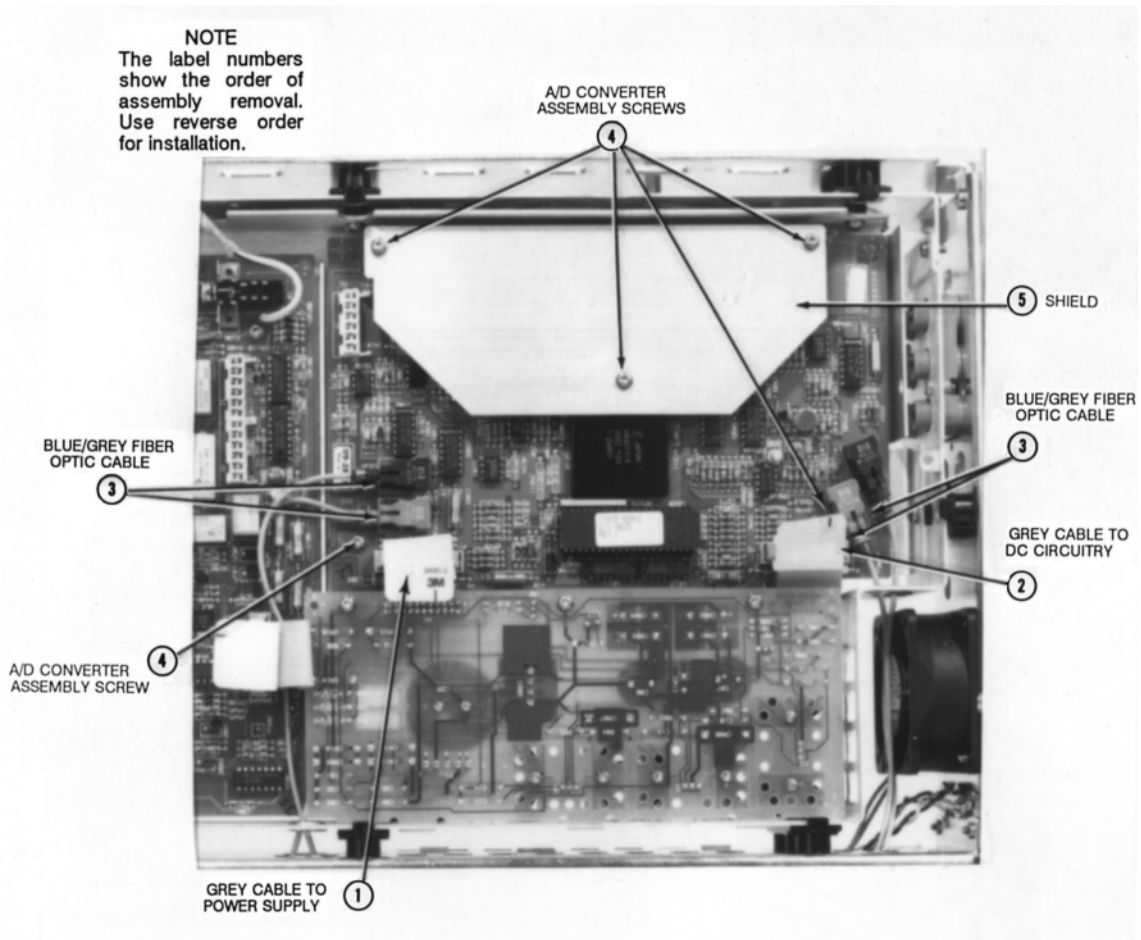 NOTE
The label numbers
show the order of
assembly removal.
Use reverse order
for installation.
A/D CONVERTER
ASSEMBLY SCREWS
4
5 SHIELD
BLUE/GREY FIBER
OPTIC CABLE
3
BLUE/GREY FIBER
OPTIC CABLE
3
GREY CABLE TO
DC CIRCUITRY
2
A/D CONVERTER
ASSEMBLY SCREW
4
3M
GREY CABLE TO
POWER SUPPLY
1